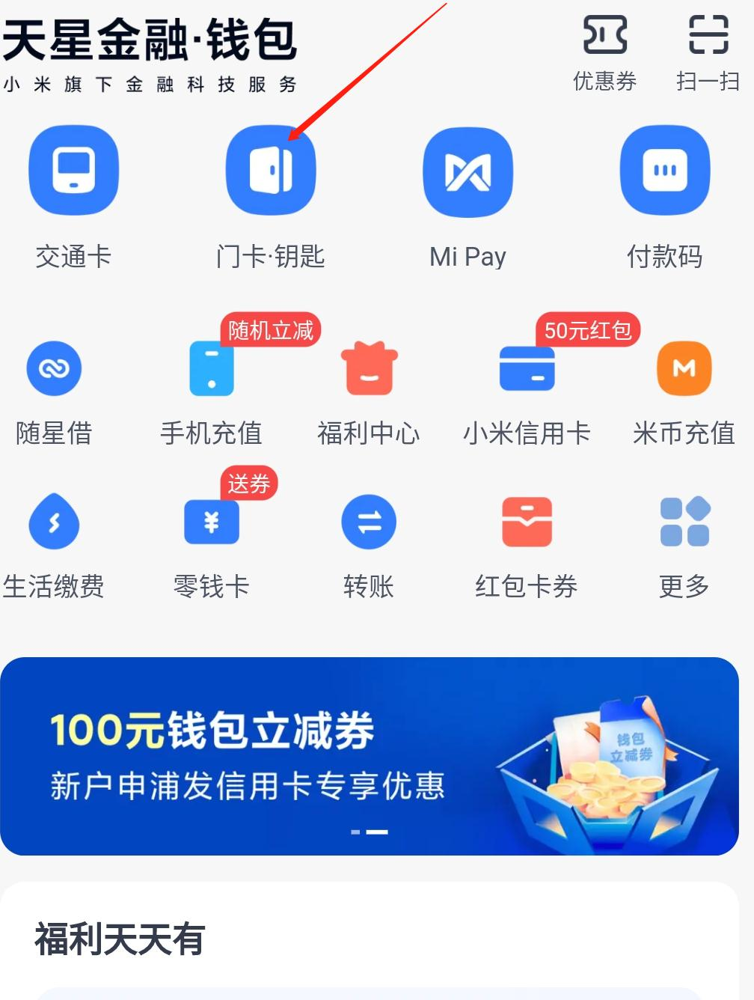 天星金融·钱包
小米旗下金融科技服务
优惠券
扫一扫
交通卡
门卡·钥匙
Mi Pay
付款码
随机立减
50元红包
随星借
手机充值
福利中心
小米信用卡
米币充值
送券
生活缴费
零钱卡
转账
红包卡券
更多
100元钱包立减券
新户申浦发信用卡专享优惠
钱包
立减券
福利天天有